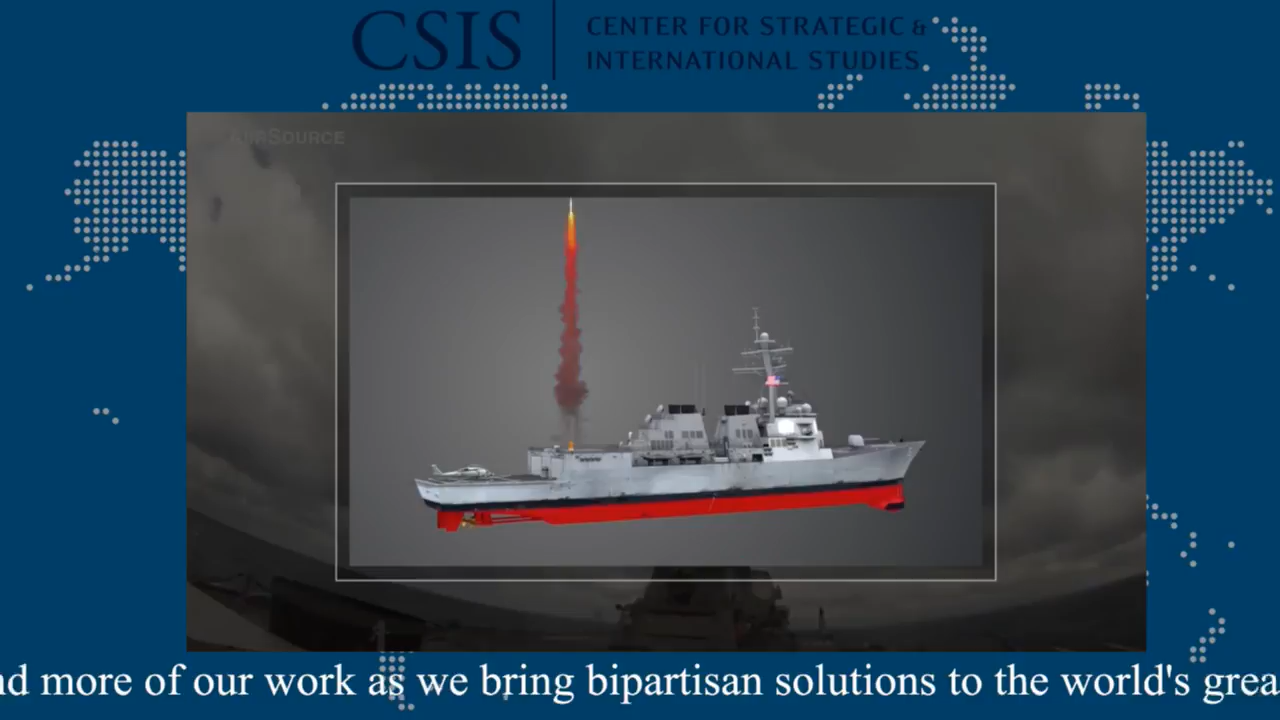 CSIS
CENTER FOR STRATEGIC &
INTERNATIONAL STUDIES
AIRSOURCE
nd more of our work as we bring bipartisan solutions to the world's grea